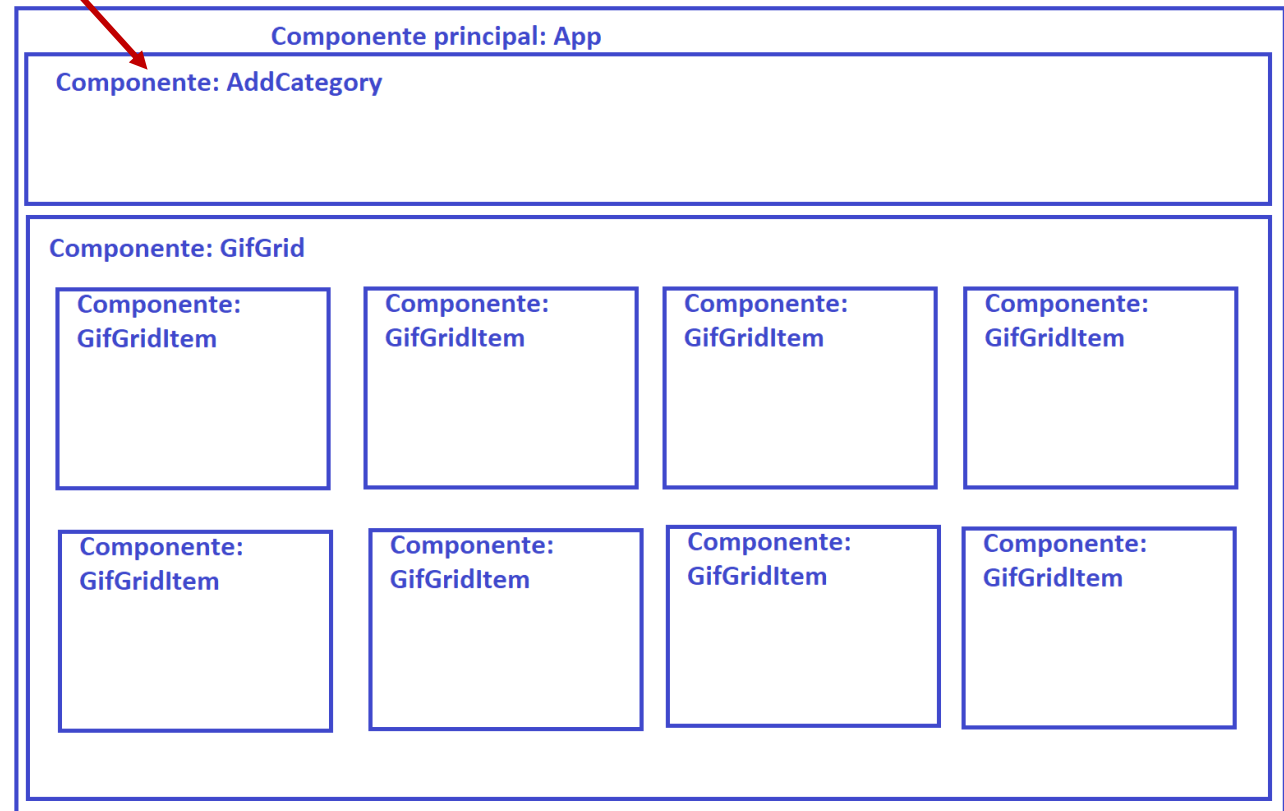 Componente principal: App
Componente: AddCategory
Componente: GifGrid
Componente:
GifGridItem
Componente:
GifGridItem
Componente:
GifGridItem
Componente:
GifGridItem
Componente:
GifGridItem
Componente:
GifGridItem
Componente:
GifGridItem
Componente:
GifGridItem